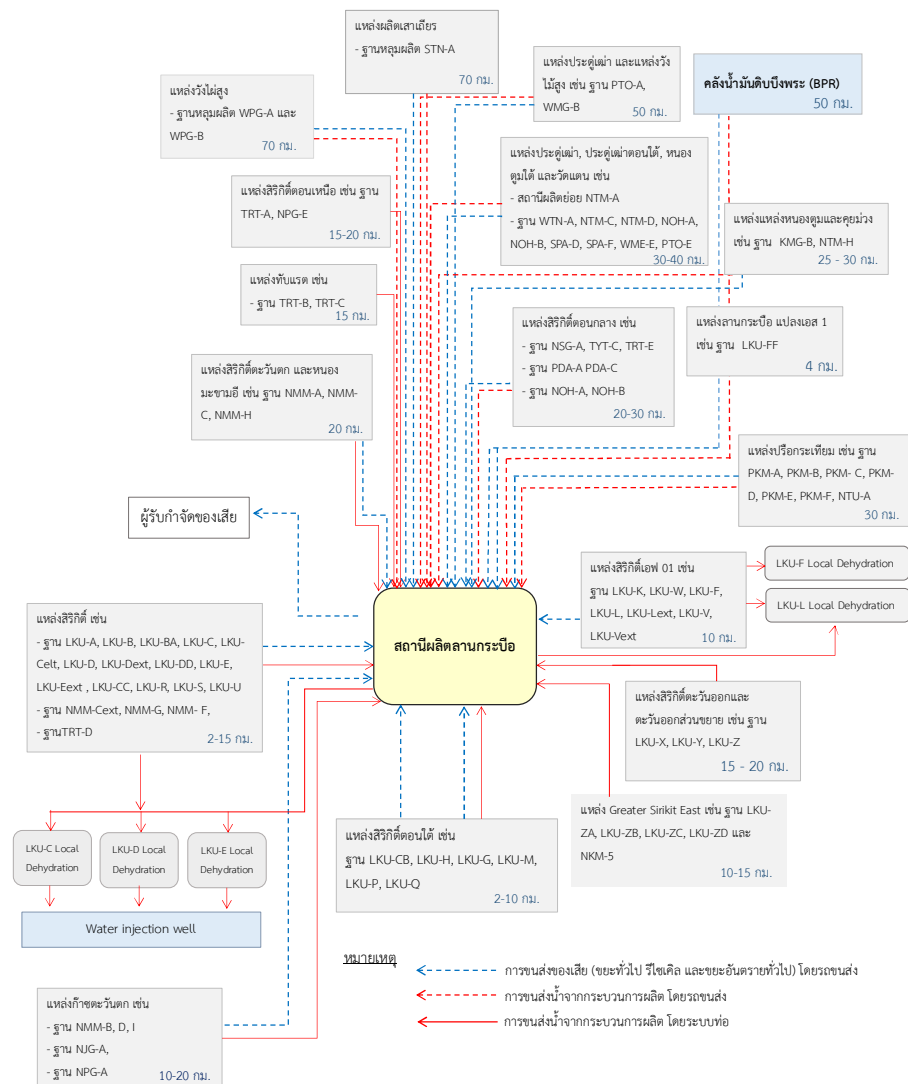 แหล่งผลิตเสาเถียร
- ฐานหลุมผลิต STN-A
70 กม.
แหล่งประดู่เฒ่า และแหล่งวัง
ไม้สูง เช่น ฐาน PTO-A,
WMG-B
50 กม.
คลังน้ำมันดิบบึงพระ (BPR)
50 กม.
แหล่งวังไผ่สูง
- ฐานหลุมผลิต WPG-A และ
WPG-B
70 กม.
แหล่งประดู่เฒ่า, ประดู่เฒ่าตอนใต้, หนอง
ตูมใต้ และวัดแตน เช่น
- สถานีผลิตย่อย NTM-A
- ฐาน WTN-A, NTM-C, NTM-D, NOH-A,
NOH-B, SPA-D, SPA-F, WME-E, PTO-E
30-40 กม.
แหล่งสิริกิติ์ตอนเหนือ เช่น ฐาน
TRT-A, NPG-E
15-20 กม.
แหล่งแหล่งหนองตูมและคุยม่วง
เช่น ฐาน KMG-B, NTM-H
25 - 30 กม.
แหล่งทับแรต เช่น
- ฐาน TRT-B, TRT-C
15 กม.
แหล่งสิริกิติ์ตอนกลาง เช่น
- ฐาน NSG-A, TYT-C, TRT-E
- ฐาน PDA-A PDA-C
- ฐาน NOH-A, NOH-B
20-30 กม.
แหล่งลานกระบือ แปลงเอส 1
เช่น ฐาน LKU-FF
4 กม.
แหล่งสิริกิติ์ตะวันตก และหนอง
มะขามอี เช่น ฐาน NMM-A, NMM-
C, NMM-H
20 กม.
แหล่งปรือกระเทียม เช่น ฐาน
PKM-A, PKM-B, PKM- C, PKM-
D, PKM-E, PKM-F, NTU-A
30 กม.
ผู้รับกำจัดของเสีย
แหล่งสิริกิติ์เอฟ 01 เช่น
ฐาน LKU-K, LKU-W, LKU-F,
LKU-L, LKU-Lext, LKU-V,
LKU-Vext
10 กม.
LKU-F Local Dehydration
LKU-L Local Dehydration
สถานีผลิตลานกระบือ
แหล่งสิริกิติ์ เช่น
- ฐาน LKU-A, LKU-B, LKU-BA, LKU-C, LKU-
Celt, LKU-D, LKU-Dext, LKU-DD, LKU-E,
LKU-Eext , LKU-CC, LKU-R, LKU-S, LKU-U
- ฐาน NMM-Cext, NMM-G, NMM- F,
- ฐานTRT-D
2-15 กม.
แหล่งสิริกิติ์ตะวันออกและ
ตะวันออกส่วนขยาย เช่น ฐาน
LKU-X, LKU-Y, LKU-Z
15 - 20 กม.
แหล่ง Greater Sirikit East เช่น ฐาน LKU-
ZA, LKU-ZB, LKU-ZC, LKU-ZD และ
NKM-5
10-15 กม.
แหล่งสิริกิติ์ตอนใต้ เช่น
ฐาน LKU-CB, LKU-H, LKU-G, LKU-M,
LKU-P, LKU-Q
2-10 กม.
LKU-C Local
Dehydration
LKU-D Local
Dehydration
LKU-E Local
Dehydration
Water injection well
หมายเหตุ
การขนส่งของเสีย (ขยะทั่วไป รีไซเคิล และขยะอันตรายทั่วไป) โดยรถขนส่ง
การขนส่งน้ำจากกระบวนการผลิต โดยรถขนส่ง
การขนส่งน้ำจากกระบวนการผลิต โดยระบบท่อ
แหล่งก๊าซตะวันตก เช่น
- ฐาน NMM-B, D, I
- ฐาน NJG-A,
- ฐาน NPG-A
10-20 กม.